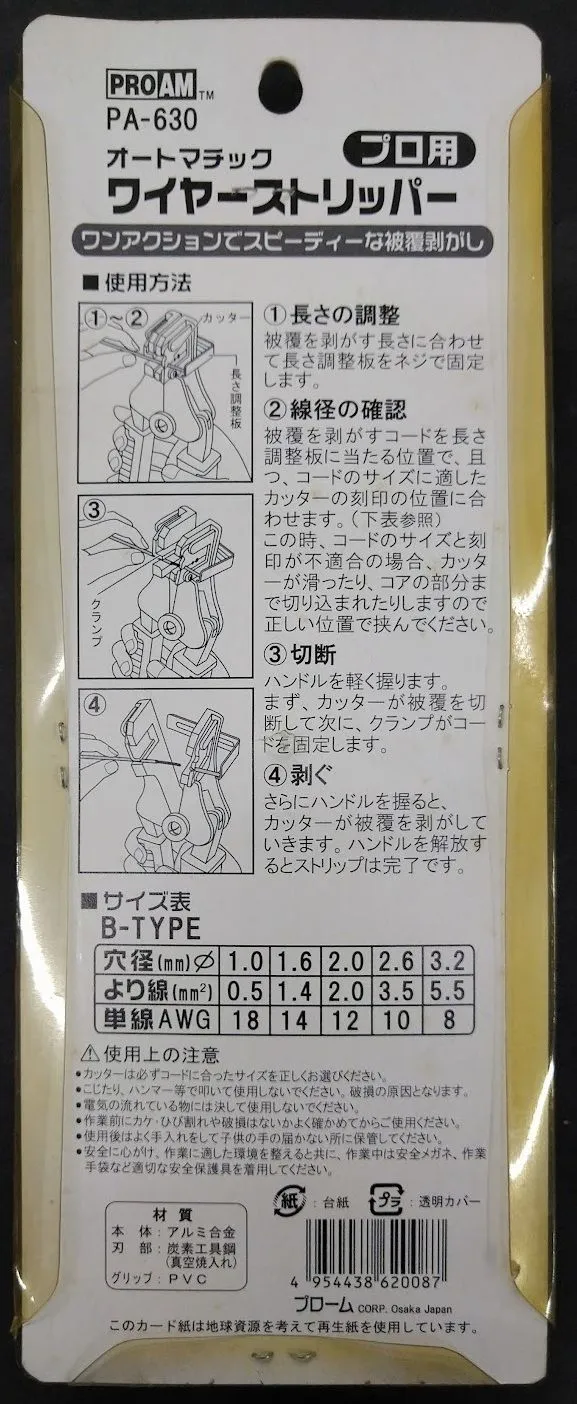 PROAM TM
PA-630
オートマチック
プロ用
ワイヤーストリッパー
ワンアクションでスピーディーな被覆剥がし
■使用方法
①〜②
カッター
長さ調整板
①長さの調整
被覆を剥がす長さに合わせ
て長さ調整板をネジで固定
します。
②線径の確認
被覆を剥がすコードを長さ
調整板に当たる位置で、且
つ、コードのサイズに適した
カッターの刻印の位置に合
わせます。(下表参照)
この時、コードのサイズと刻
印が不適合の場合、カッタ
ーが滑ったり、コアの部分ま
で切り込まれたりしますので
正しい位置で挟んでください。
③
クランプ
③切断
ハンドルを軽く握ります。
まず、カッターが被覆を切
断して次に、クランプがコー
ドを固定します。
④
④剥ぐ
さらにハンドルを握ると、
カッターが被覆を剥がして
いきます。ハンドルを解放す
るとストリップは完了です。
■サイズ表
B-TYPE
穴径(mm)∅ 1.0 1.6 2.0 2.6 3.2
より線(mm²) 0.5 1.4 2.0 3.5 5.5
単線AWG 18 14 12 10 8
⚠使用上の注意
●カッターは必ずコードに合ったサイズを正しくお選びください。
●こじたり、ハンマー等で叩いて使用しないでください。破損の原因となります。
●電気の流れている物には決して使用しないでください。
●作業前にカケ・ひび割れや破損はないかよく確かめてからご使用ください。
●使用後はよく手入れをして子供の手の届かない所に保管してください。
●安全に心がけ、作業に適した環境を整えると共に、作業中は安全メガネ、作業
手袋など適切な安全保護具を着用してください。
材質
本体:アルミ合金
刃部:炭素工具鋼
(真空焼入れ)
グリップ:PVC
紙:台紙
プラ:透明カバー
4 954438 620087
プローム CORP. Osaka Japan
このカード紙は地球資源を考えて再生紙を使用しています。